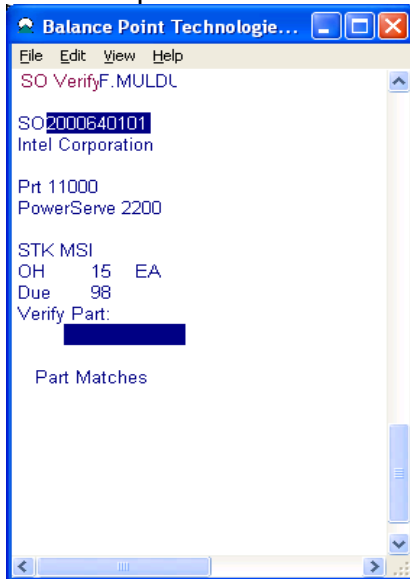 Balance Point Technologie...
File Edit View Help
SO VerifyF.MULDU
SO2000640101
Intel Corporation
Prt 11000
PowerServe 2200
STK MSI
OH 15 EA
Due 98
Verify Part:
Part Matches